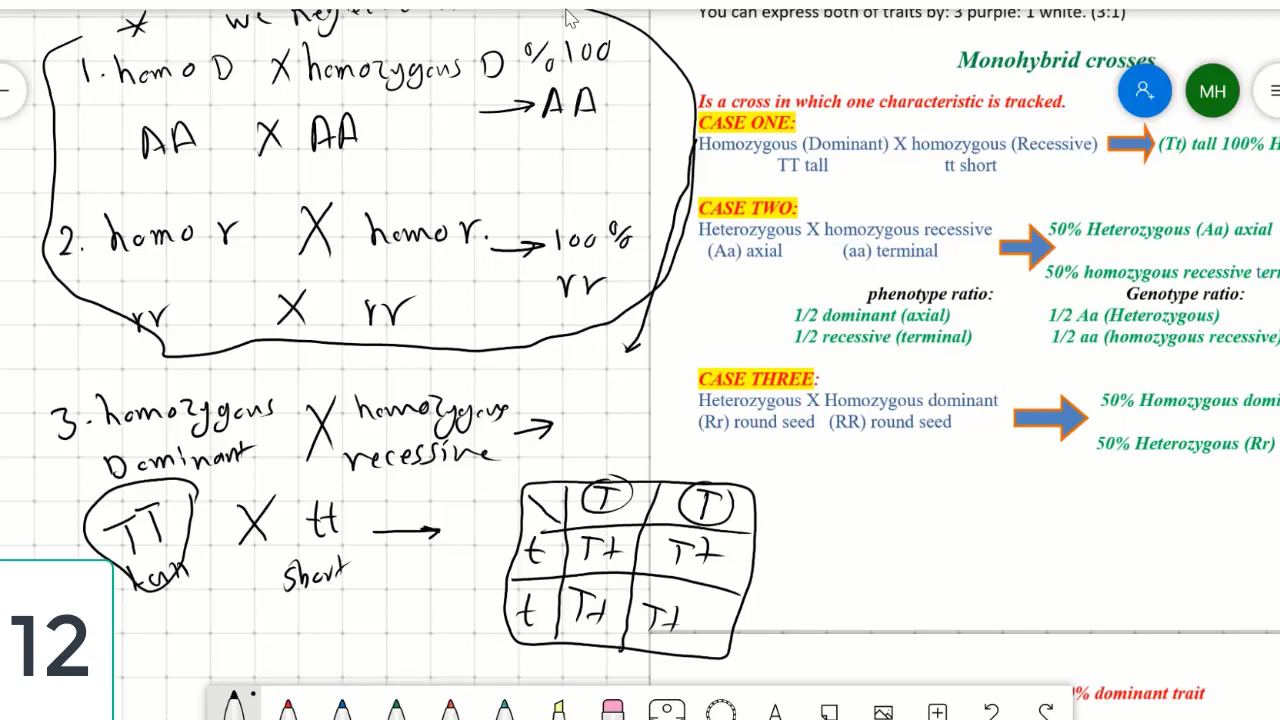 we
1. homo D X homozygous D % 100
AA X AA → AA
2. homo r X homo r. → 100 %
rr
rr X rr
3. homozygous X homozygous →
Dominant recessive
TT X tt →
short
T T
t Tt Tt
t Tt Tt
12
You can express both of traits by: 3 purple: 1 white. (3:1)
Monohybrid crosses
MH
Is a cross in which one characteristic is tracked.
CASE ONE:
Homozygous (Dominant) X homozygous (Recessive) (Tt) tall 100% H
TT tall tt short
CASE TWO:
Heterozygous X homozygous recessive 50% Heterozygous (Aa) axial
(Aa) axial (aa) terminal
50% homozygous recessive ter
phenotype ratio: Genotype ratio:
1/2 dominant (axial) 1/2 Aa (Heterozygous)
1/2 recessive (terminal) 1/2 aa (homozygous recessive)
CASE THREE:
Heterozygous X Homozygous dominant 50% Homozygous domi
(Rr) round seed (RR) round seed
50% Heterozygous (Rr)
% dominant trait